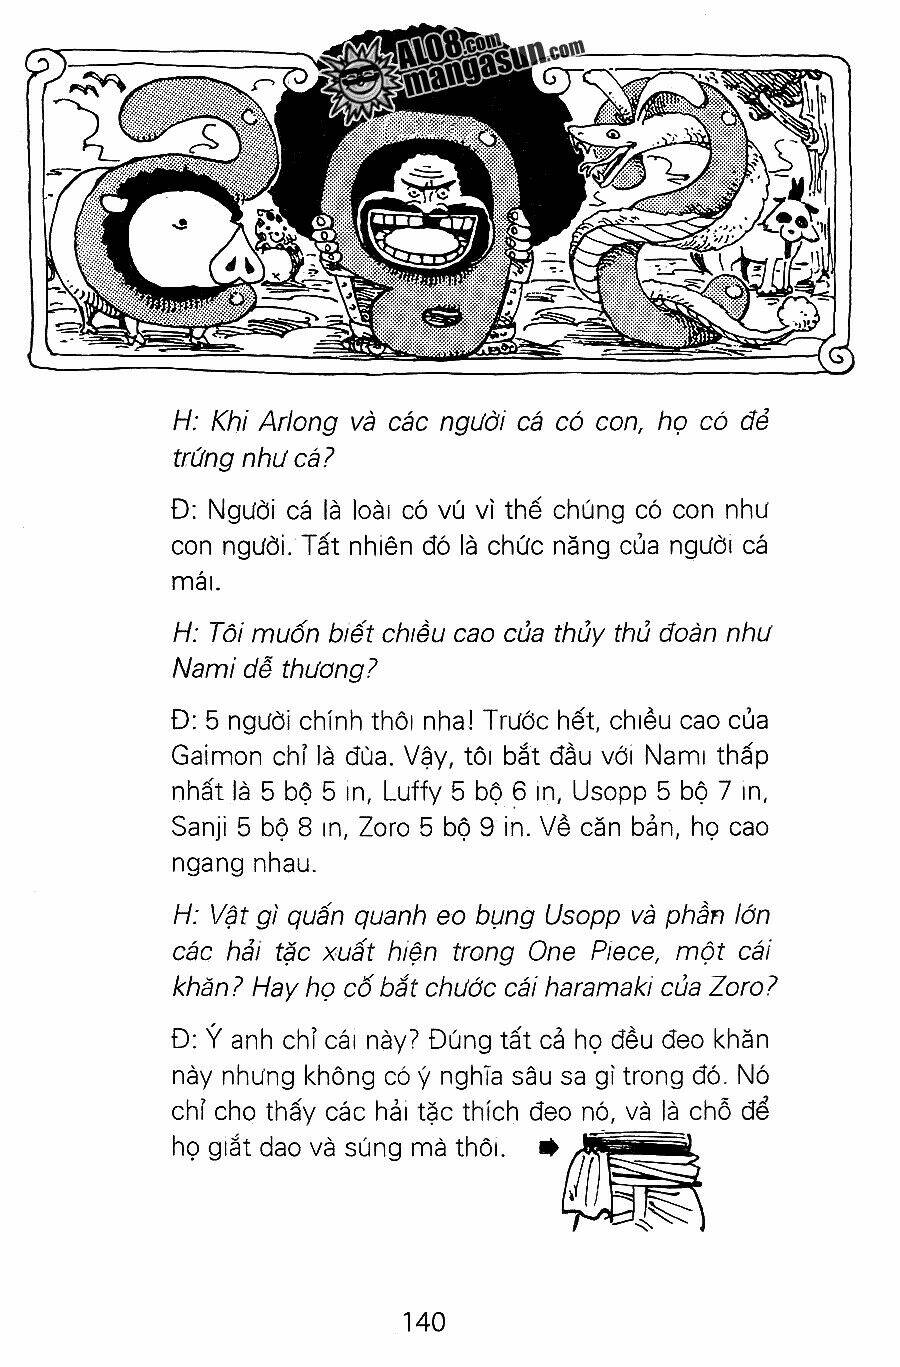 ALO8.com
mangasun.com
H: Khi Arlong và các người cá có con, họ có để
trứng như cá?
Đ: Người cá là loài có vú vì thế chúng có con như
con người. Tất nhiên đó là chức năng của người cá
mái.
H: Tôi muốn biết chiều cao của thủy thủ đoàn như
Nami dễ thương?
Đ: 5 người chính thôi nha! Trước hết, chiều cao của
Gaimon chỉ là đùa. Vậy, tôi bắt đầu với Nami thấp
nhất là 5 bộ 5 in, Luffy 5 bộ 6 in, Usopp 5 bộ 7 in,
Sanji 5 bộ 8 in, Zoro 5 bộ 9 in. Về căn bản, họ cao
ngang nhau.
H: Vật gì quấn quanh eo bụng Usopp và phần lớn
các hải tặc xuất hiện trong One Piece, một cái
khăn? Hay họ cố bắt chước cái haramaki của Zoro?
Đ: Ý anh chỉ cái này? Đúng tất cả họ đều đeo khăn
này nhưng không có ý nghĩa sâu sa gì trong đó. Nó
chỉ cho thấy các hải tặc thích đeo nó, và là chỗ để
họ giắt dao và súng mà thôi.
140